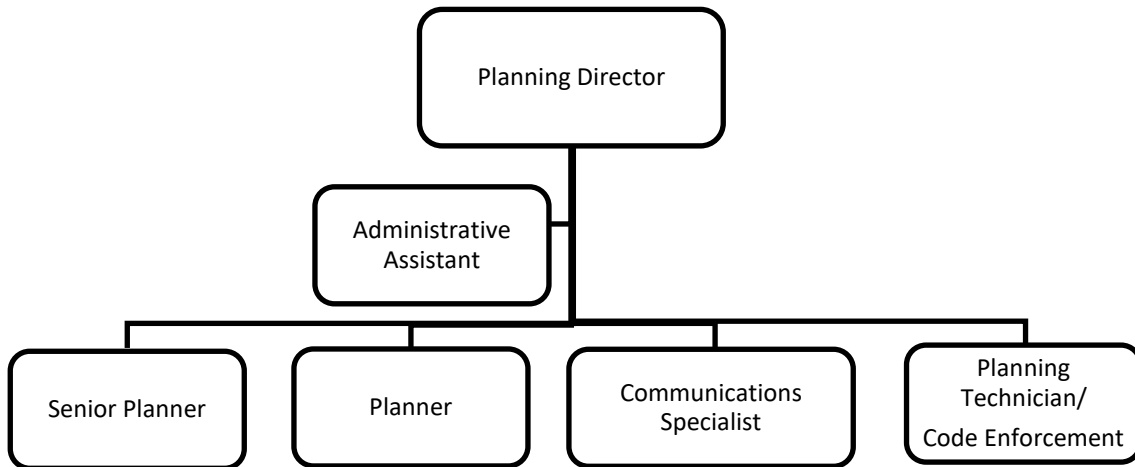 Planning Director
Administrative
Assistant
Senior Planner
Planner
Communications
Specialist
Planning
Technician/
Code Enforcement